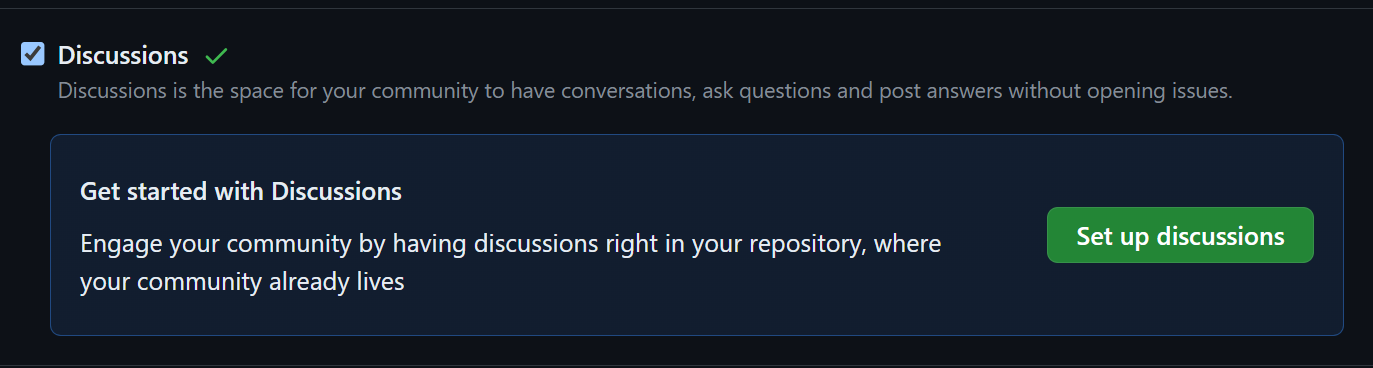 Discussions
Discussions is the space for your community to have conversations, ask questions and post answers without opening issues.
Get started with Discussions
Engage your community by having discussions right in your repository, where
your community already lives
Set up discussions